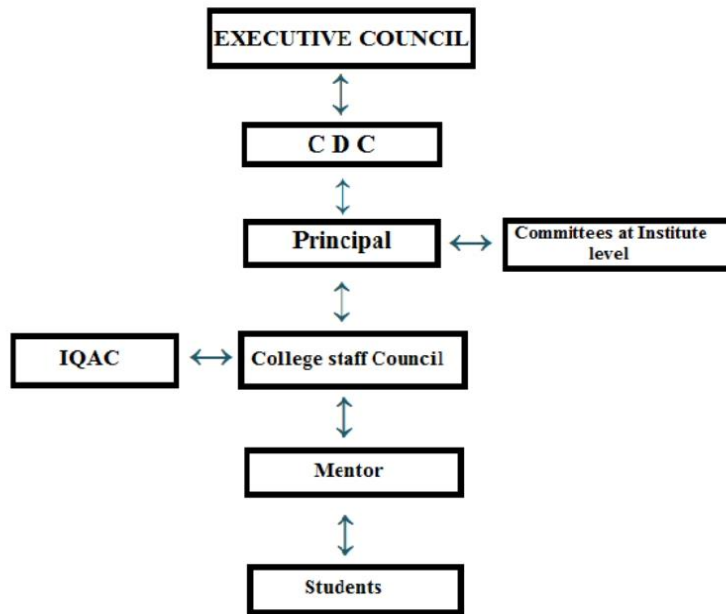 EXECUTIVE COUNCIL
C D C
Principal
Committees at Institute
level
IQAC
College staff Council
Mentor
Students